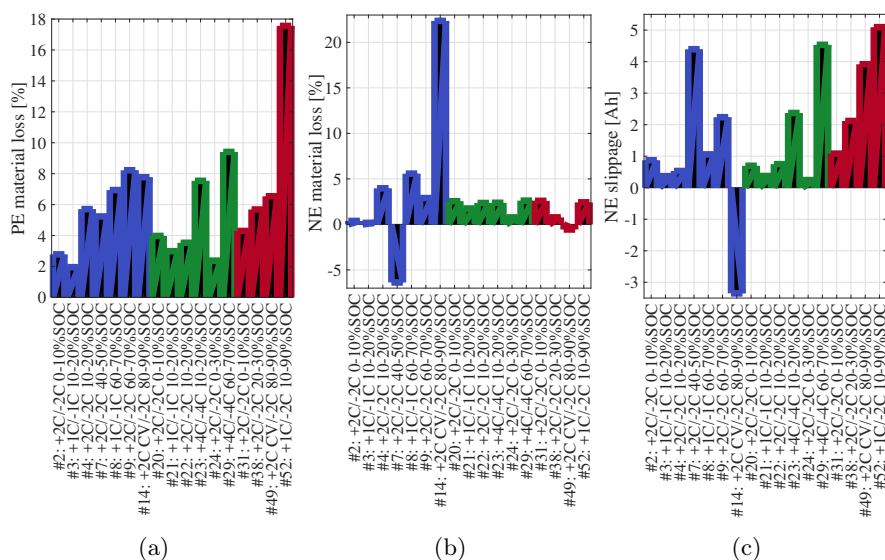 18
16
14
12
10
8
6
4
2
0
PE material loss [%]
#2: +2C/-2C 0-10%SOC
#3: +1C/-1C 10-20%SOC
#4: +2C/-2C 10-20%SOC
#7: +2C/-2C 40-50%SOC
#8: +1C/-1C 60-70%SOC
#9: +2C/-2C 60-70%SOC
#14: +2C CV/-2C 80-90%SOC
#20: +2C/-2C 0-10%SOC
#21: +1C/-1C 10-20%SOC
#22: +2C/-2C 10-20%SOC
#23: +4C/-4C 10-20%SOC
#24: +2C/-2C 0-30%SOC
#29: +4C/-4C 60-70%SOC
#31: +2C/-2C 0-10%SOC
#38: +2C/-2C 20-30%SOC
#49: +2C CV/-2C 80-90%SOC
#52: +1C/-2C 10-90%SOC
(a)
20
15
10
5
0
-5
NE material loss [%]
#2: +2C/-2C 0-10%SOC
#3: +1C/-1C 10-20%SOC
#4: +2C/-2C 10-20%SOC
#7: +2C/-2C 40-50%SOC
#8: +1C/-1C 60-70%SOC
#9: +2C/-2C 60-70%SOC
#14: +2C CV/-2C 80-90%SOC
#20: +2C/-2C 0-10%SOC
#21: +1C/-1C 10-20%SOC
#22: +2C/-2C 10-20%SOC
#23: +4C/-4C 10-20%SOC
#24: +2C/-2C 0-30%SOC
#29: +4C/-4C 60-70%SOC
#31: +2C/-2C 0-10%SOC
#38: +2C/-2C 20-30%SOC
#49: +2C CV/-2C 80-90%SOC
#52: +1C/-2C 10-90%SOC
(b)
5
4
3
2
1
0
-1
-2
-3
NE slippage [Ah]
#2: +2C/-2C 0-10%SOC
#3: +1C/-1C 10-20%SOC
#4: +2C/-2C 10-20%SOC
#7: +2C/-2C 40-50%SOC
#8: +1C/-1C 60-70%SOC
#9: +2C/-2C 60-70%SOC
#14: +2C CV/-2C 80-90%SOC
#20: +2C/-2C 0-10%SOC
#21: +1C/-1C 10-20%SOC
#22: +2C/-2C 10-20%SOC
#23: +4C/-4C 10-20%SOC
#24: +2C/-2C 0-30%SOC
#29: +4C/-4C 60-70%SOC
#31: +2C/-2C 0-10%SOC
#38: +2C/-2C 20-30%SOC
#49: +2C CV/-2C 80-90%SOC
#52: +1C/-2C 10-90%SOC
(c)